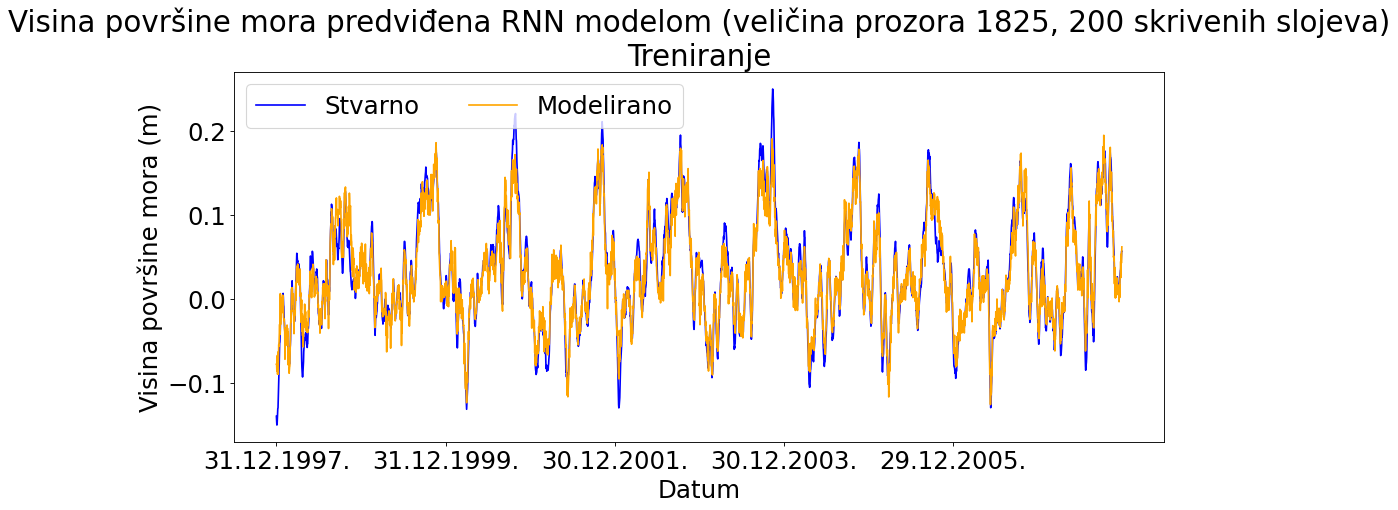 Visina površine mora predviđena RNN modelom (veličina prozora 1825, 200 skrivenih slojeva)
Treniranje
Stvarno Modelirano
Visina površine mora (m)
0.2
0.1
0.0
−0.1
31.12.1997. 31.12.1999. 30.12.2001. 30.12.2003. 29.12.2005.
Datum